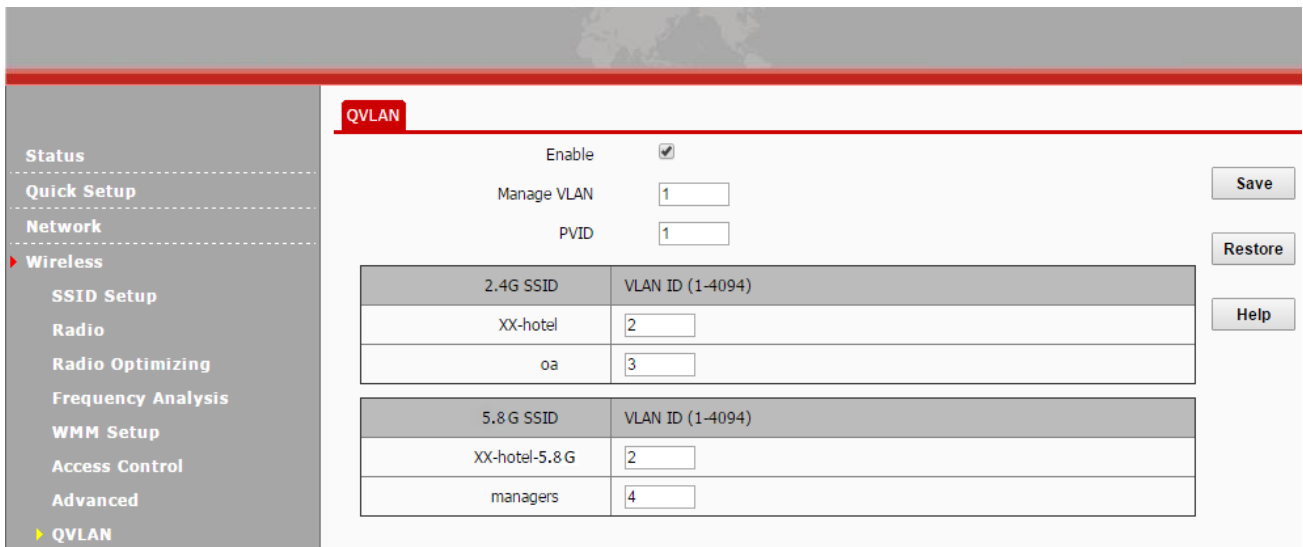 QVLAN
Status
Quick Setup
Network
Wireless
SSID Setup
Radio
Radio Optimizing
Frequency Analysis
WMM Setup
Access Control
Advanced
QVLAN
Enable
Manage VLAN 1
PVID 1
2.4G SSID VLAN ID (1-4094)
XX-hotel 2
oa 3
5.8G SSID VLAN ID (1-4094)
XX-hotel-5.8G 2
managers 4
Save
Restore
Help